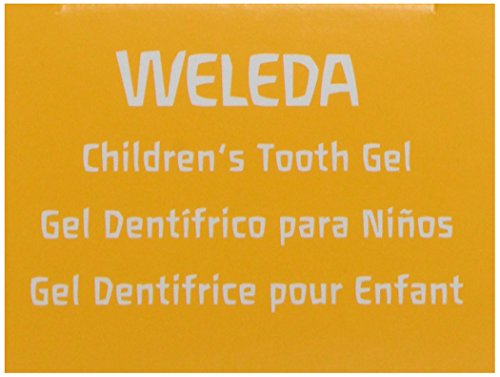 WELEDA
Children's Tooth Gel
Gel Dentífrico para Niños
Gel Dentifrice pour Enfant